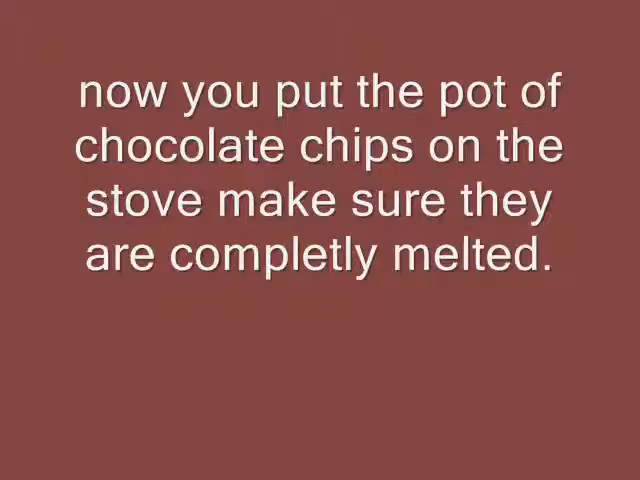 now you put the pot of
chocolate chips on the
stove make sure they
are completly melted.